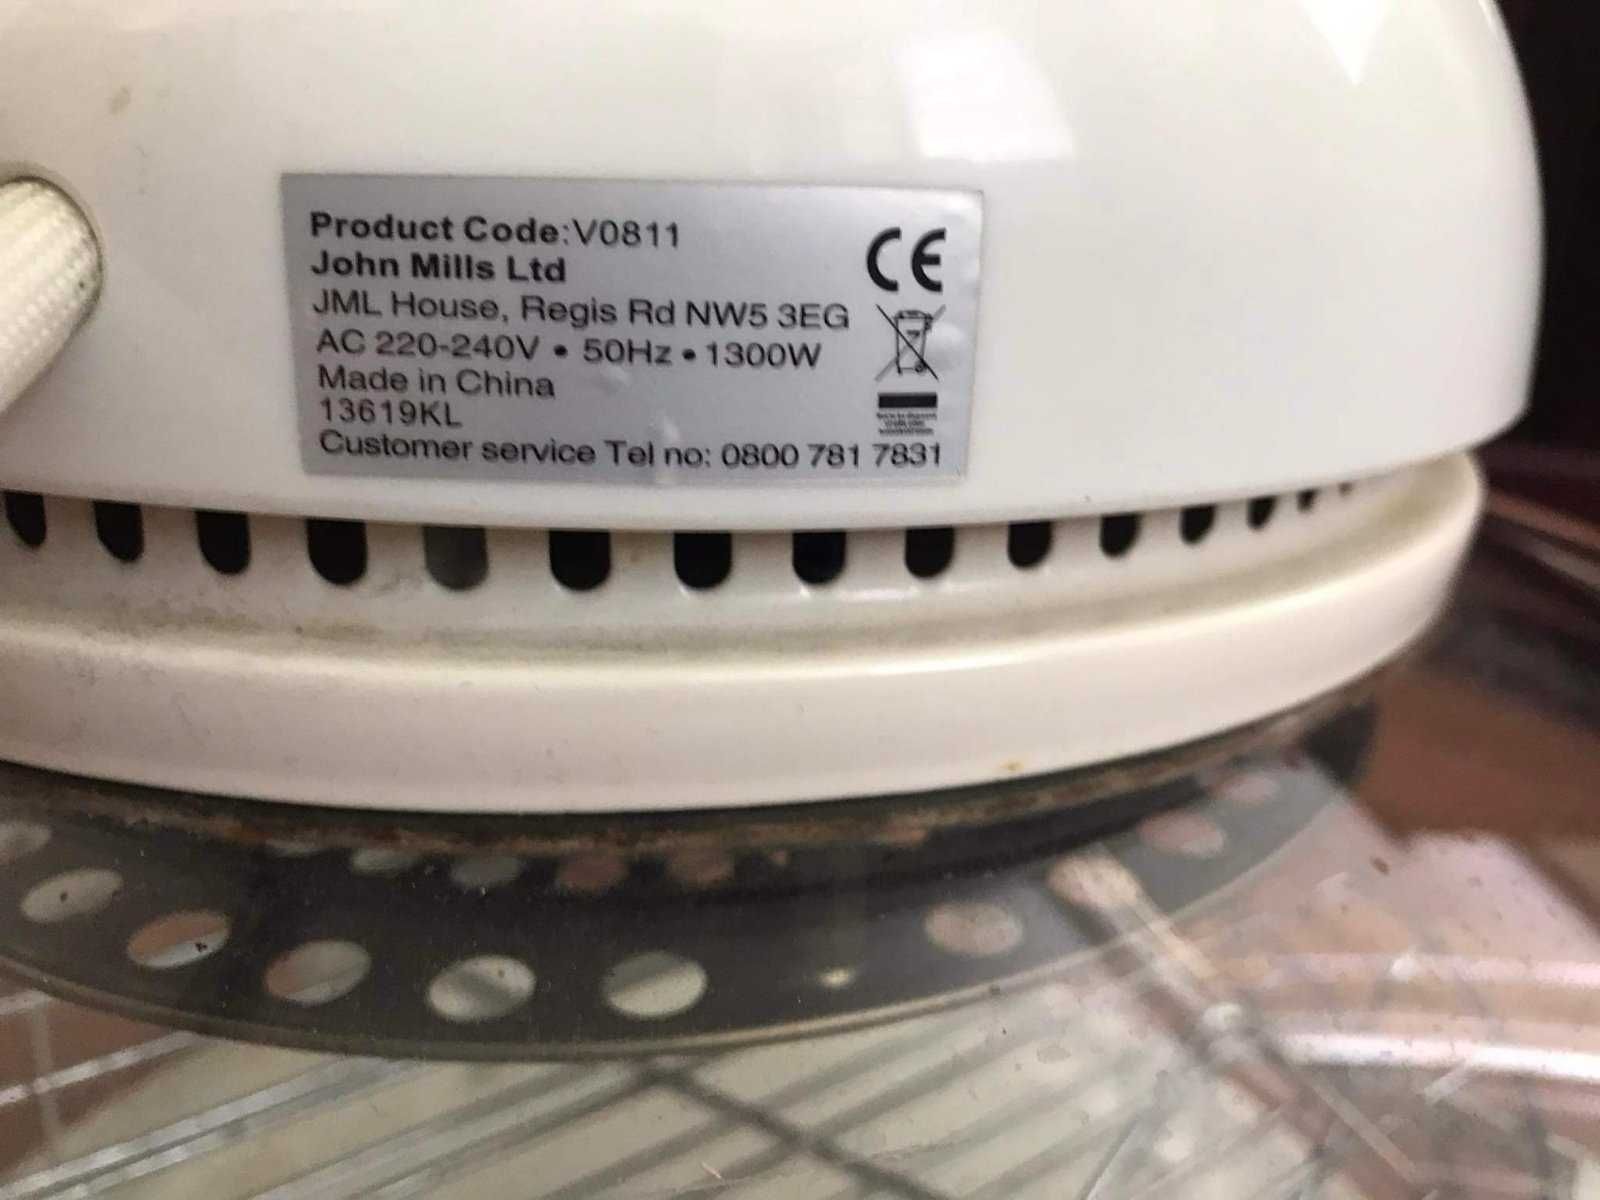 Product Code:V0811
John Mills Ltd
JML House, Regis Rd NW5 3EG
AC 220-240V • 50Hz • 1300W
Made in China
13619KL
Customer service Tel no: 0800 781 7831
CE